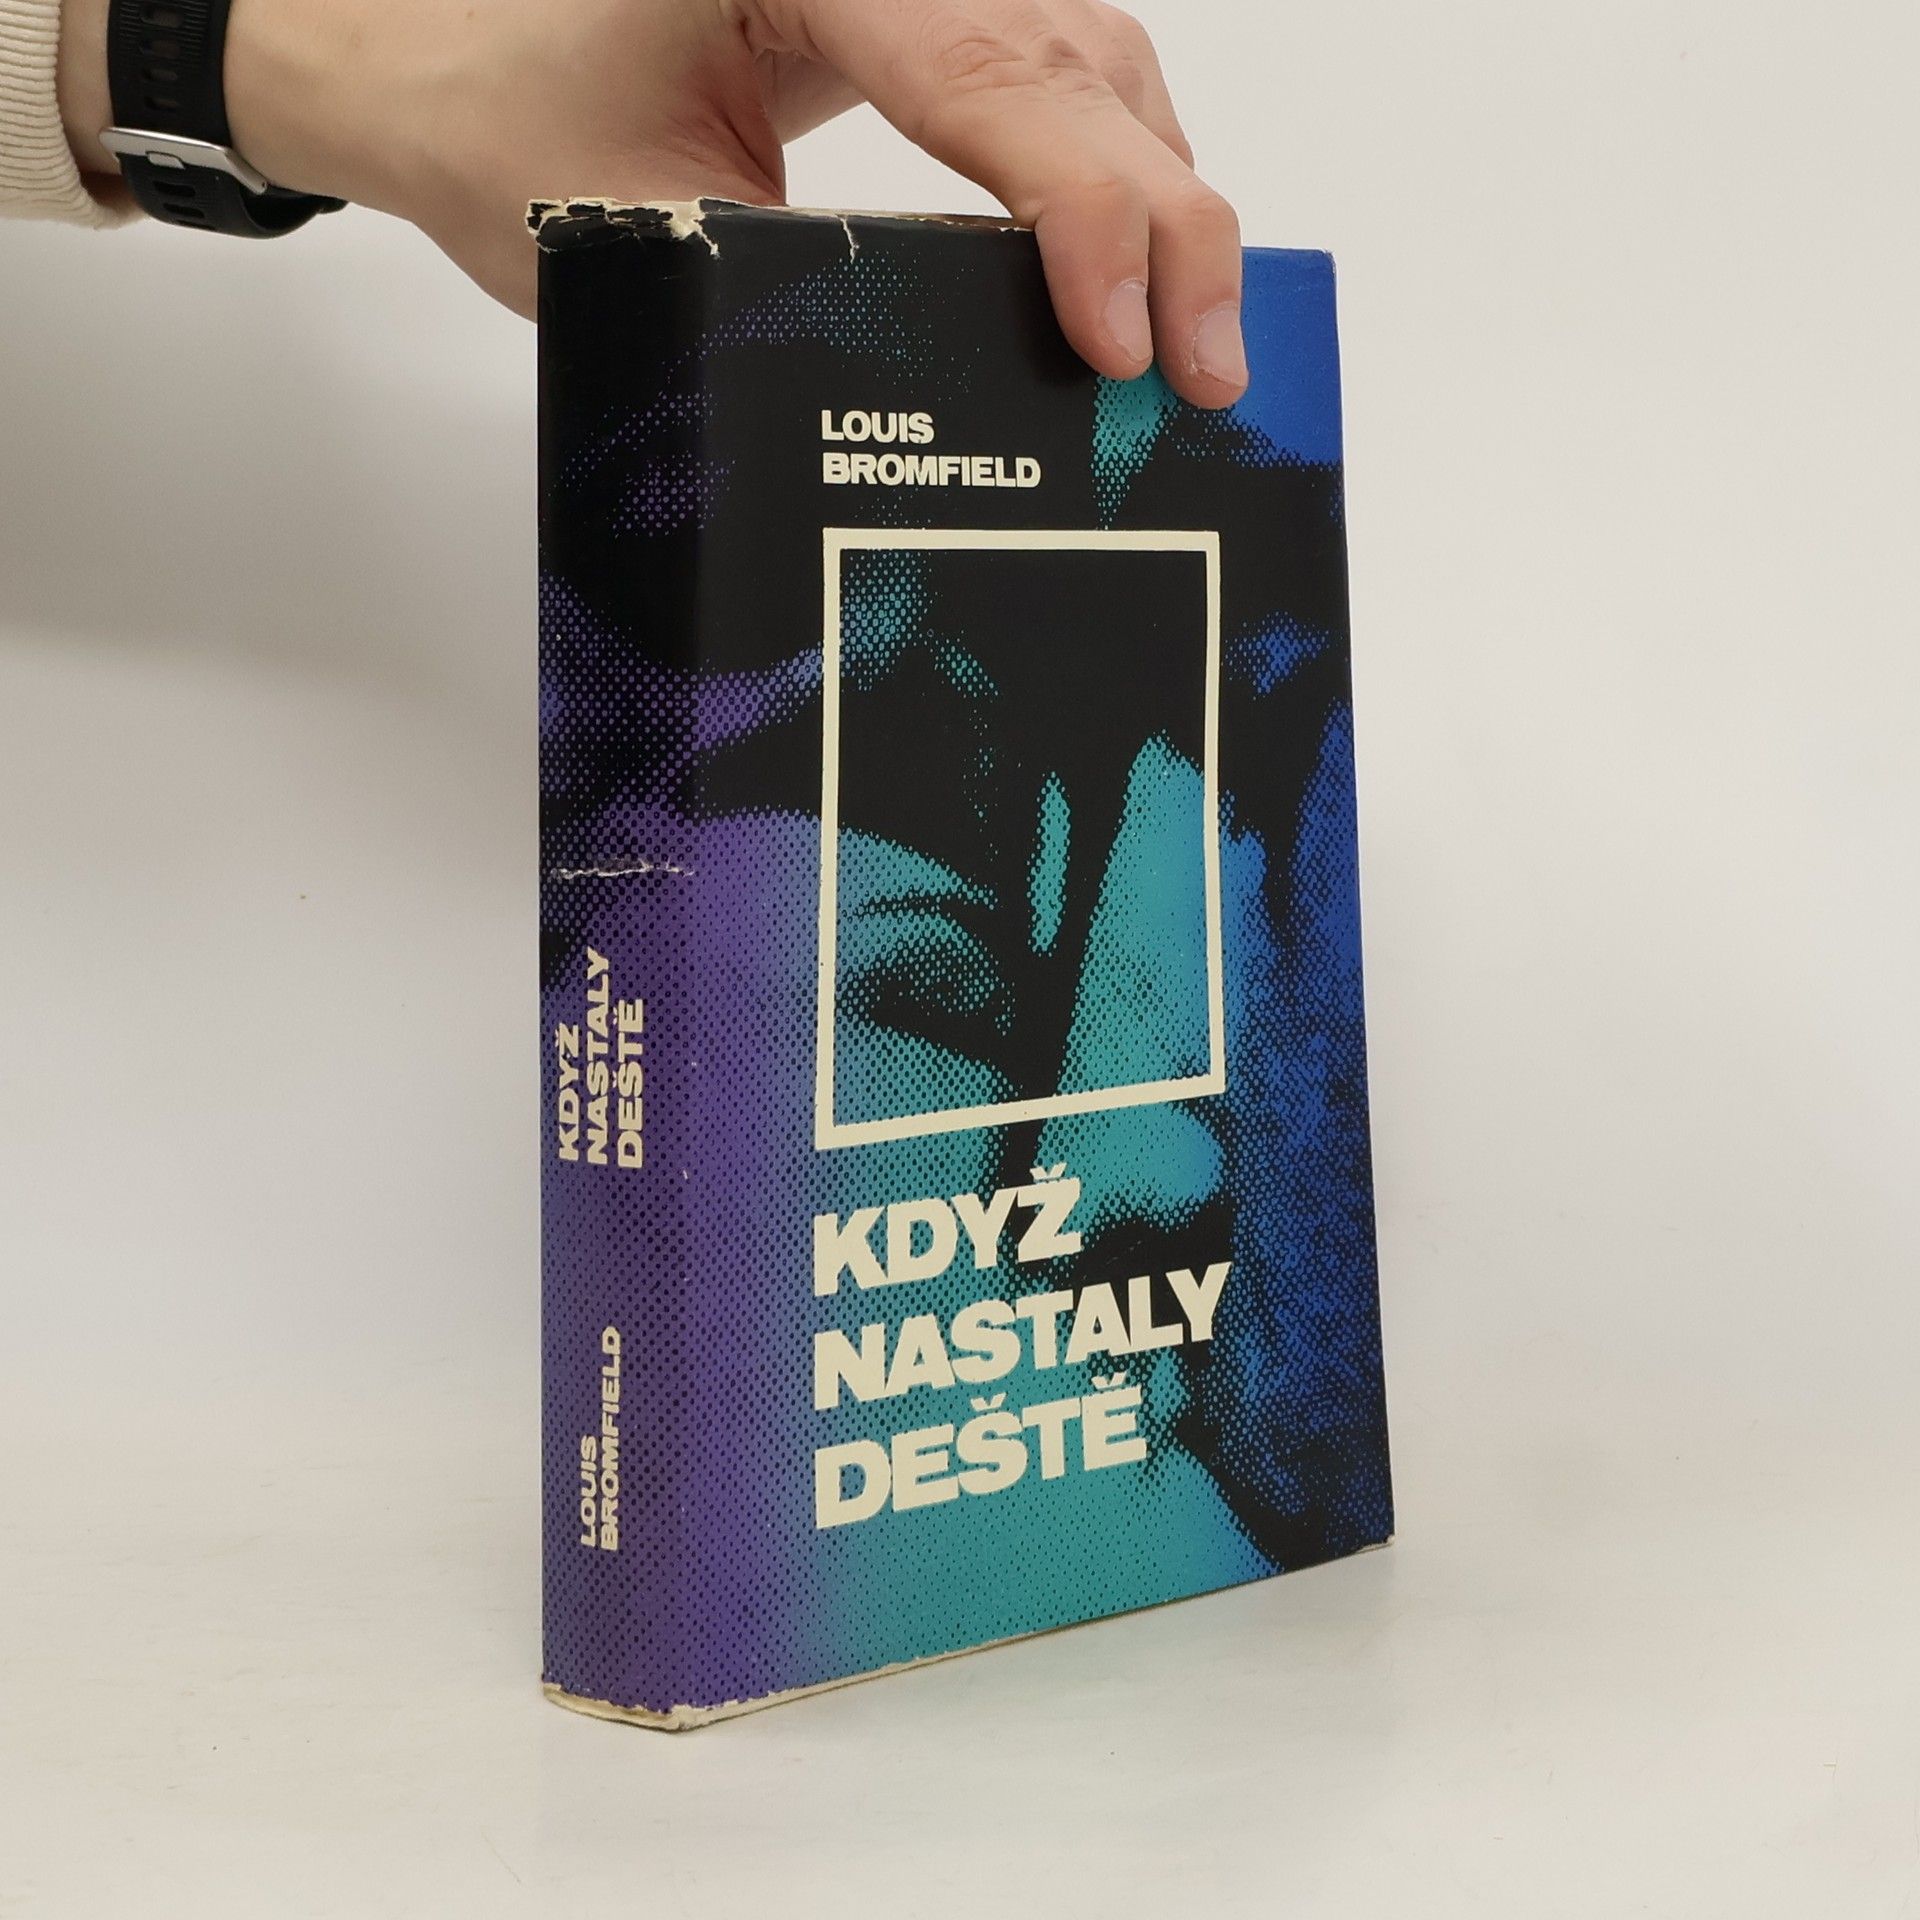 LOUIS
BROMFIELD
KDYŽ
NASTALY
DEŠTĚ
KDYŽ
NASTALY
DEŠTĚ
LOUIS
BROMFIELD